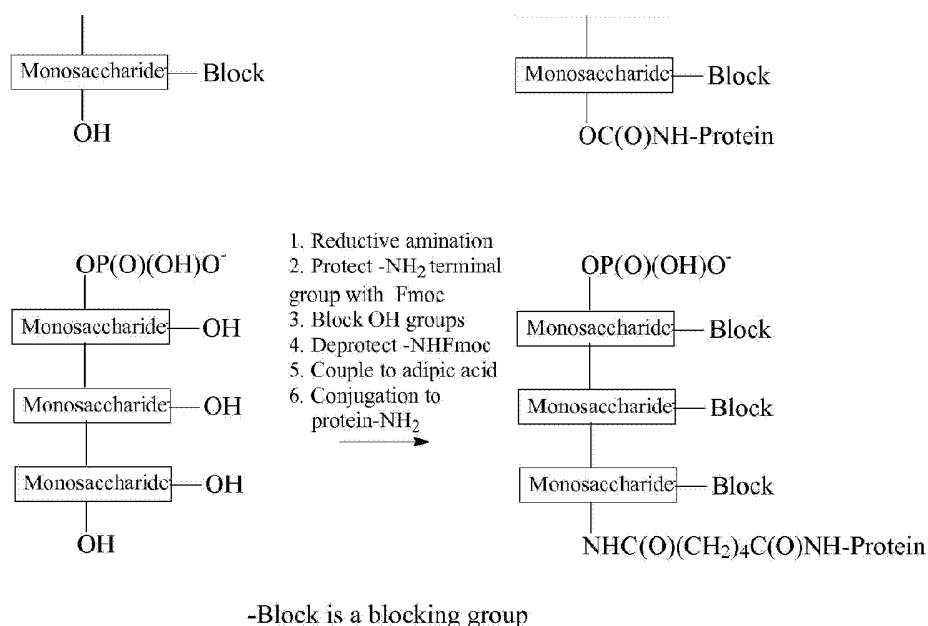 Monosaccharide Block
OH
Monosaccharide Block
OC(O)NH-Protein
OP(O)(OH)O-
Monosaccharide OH
Monosaccharide OH
Monosaccharide OH
OH
1. Reductive amination
2. Protect -NH2 terminal
group with Fmoc
3. Block OH groups
4. Deprotect -NHFmoc
5. Couple to adipic acid
6. Conjugation to
protein-NH2
OP(O)(OH)O-
Monosaccharide Block
Monosaccharide Block
Monosaccharide Block
NHC(O)(CH2)4C(O)NH-Protein
-Block is a blocking group